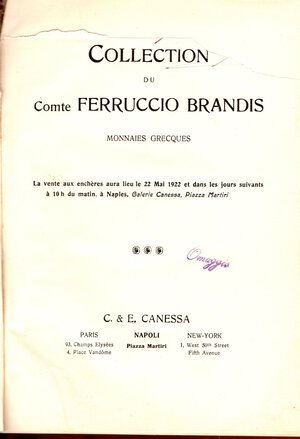 COLLECTION
DU
COMTE FERRUCCIO BRANDIS
MONNAIES GRECQUES
La vente aux enchères aura lieu le 22 Mai 1922 et dans les jours suivants
à 10 h du matin, à Naples, Galerie Canessa, Piazza Martiri
Omaggio
C. & E. CANESSA
PARIS
93, Champs Elysées
4, Place Vandôme
NAPOLI
Piazza Martiri
NEW-YORK
1, West 50th Street
Fifth Avenue